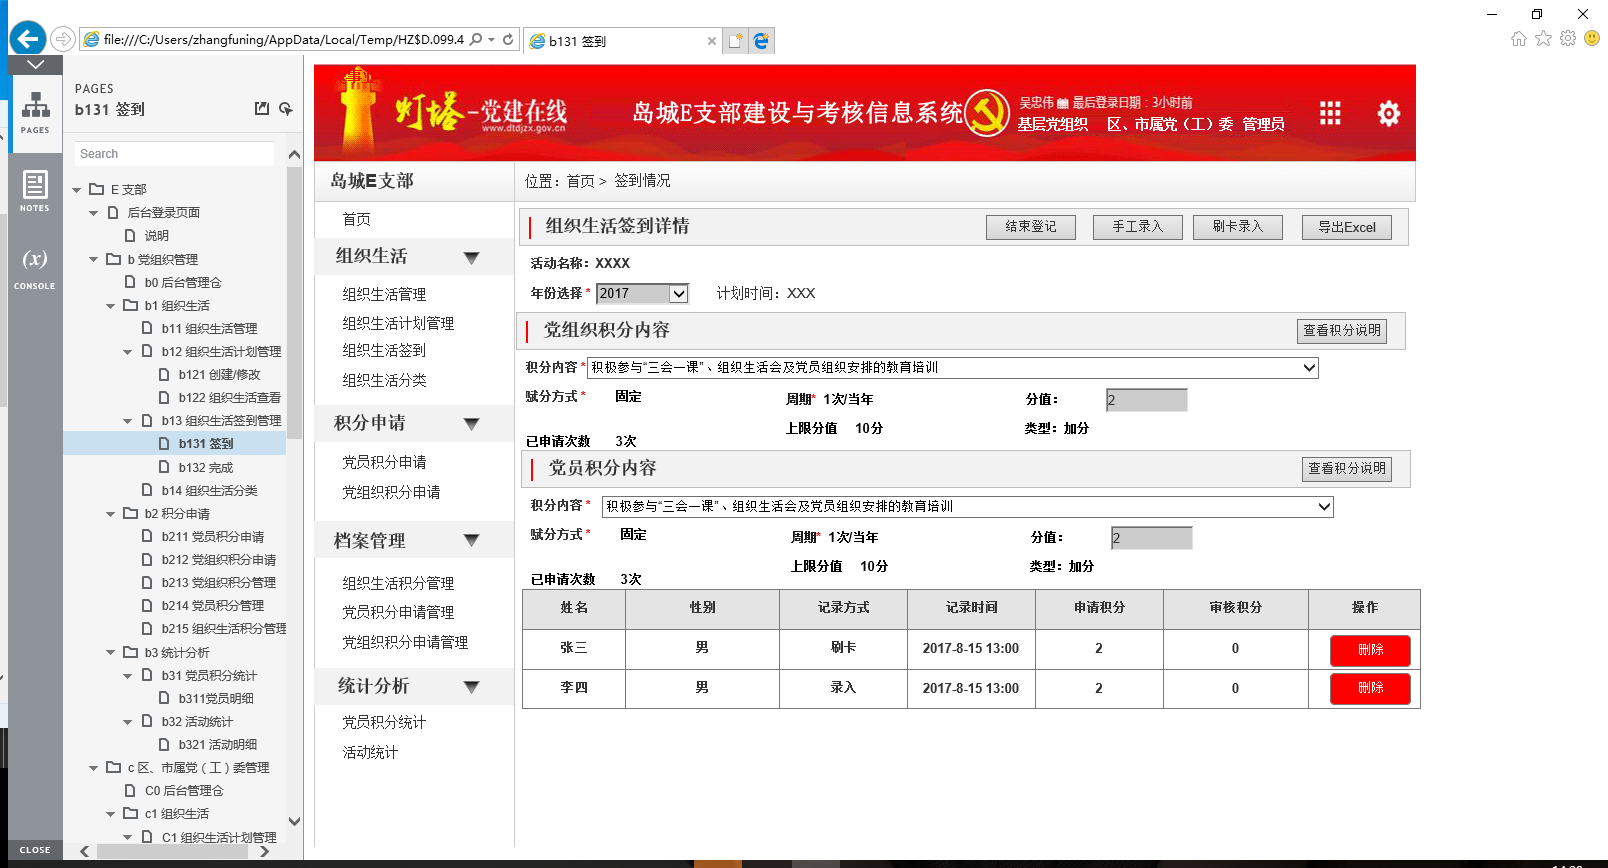 file:///C:/Users/zhangfuning/AppData/Local/Temp/HZ$D.099.4
b131 签到
PAGES
b131 签到
PAGES
NOTES
(x)
CONSOLE
CLOSE
Search
E 支部
后台登录页面
说明
b 党组织管理
b0 后台管理仓
b1 组织生活
b11 组织生活管理
b12 组织生活计划管理
b121 创建/修改
b122 组织生活查看
b13 组织生活签到管理
b131 签到
b132 完成
b14 组织生活分类
b2 积分申请
b211 党员积分申请
b212 党组织积分申请
b213 党组织积分管理
b214 党员积分管理
b215 组织生活积分管理
b3 统计分析
b31 党员积分统计
b311党员明细
b32 活动统计
b321 活动明细
c 区、市属党（工）委管理
C0 后台管理仓
c1 组织生活
C1 组织生活计划管理
灯塔-党建在线
www.dtdjzx.gov.cn
岛城E支部建设与考核信息系统
吴忠伟 最后登录日期：3小时前
基层党组织 区、市属党（工）委 管理员
岛城E支部
首页
组织生活
组织生活管理
组织生活计划管理
组织生活签到
组织生活分类
积分申请
党员积分申请
党组织积分申请
档案管理
组织生活积分管理
党员积分申请管理
党组织积分申请管理
统计分析
党员积分统计
活动统计
位置：首页 > 签到情况
组织生活签到详情 结束登记 手工录入 刷卡录入 导出Excel
活动名称：XXXX
年份选择* 2017 计划时间：XXX
党组织积分内容 查看积分说明
积分内容* 积极参与“三会一课”、组织生活会及党员组织安排的教育培训
赋分方式* 固定 周期* 1次/当年 分值： 2
上限分值 10分 类型：加分
已申请次数 3次
党员积分内容 查看积分说明
积分内容* 积极参与“三会一课”、组织生活会及党员组织安排的教育培训
赋分方式* 固定 周期* 1次/当年 分值： 2
上限分值 10分 类型：加分
已申请次数 3次
姓名 性别 记录方式 记录时间 申请积分 审核积分 操作
张三 男 刷卡 2017-8-15 13:00 2 0 删除
李四 男 录入 2017-8-15 13:00 2 0 删除